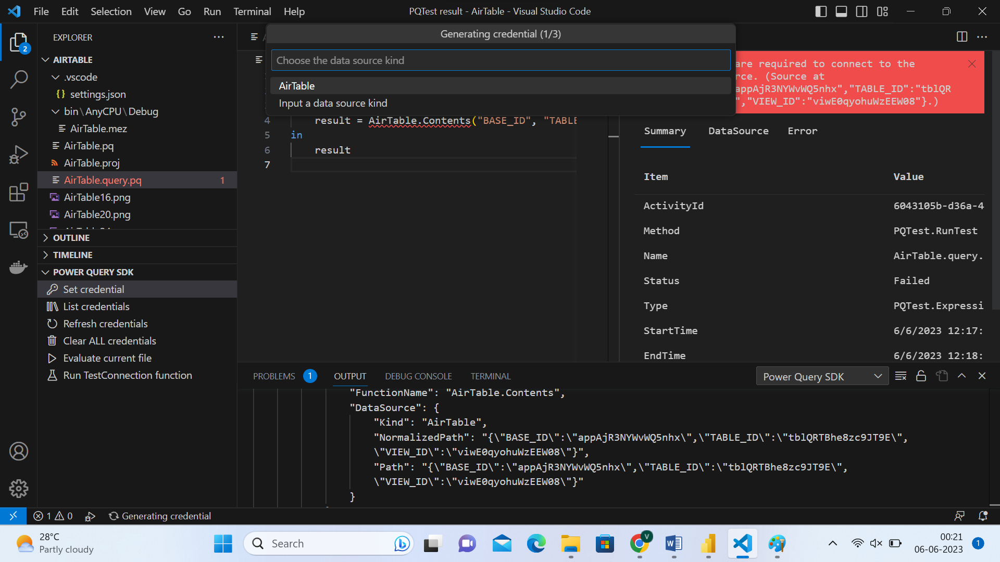 File Edit Selection View Go Run Terminal Help
PQTest result - AirTable - Visual Studio Code
EXPLORER
AIRTABLE
.vscode
settings.json
bin\AnyCPU\Debug
AirTable.mez
AirTable.pq
AirTable.proj
AirTable.query.pq 1
AirTable16.png
AirTable20.png
OUTLINE
TIMELINE
POWER QUERY SDK
Set credential
List credentials
Refresh credentials
Clear ALL credentials
Evaluate current file
Run TestConnection function
2
Generating credential (1/3)
Choose the data source kind
AirTable
Input a data source kind
4 result = AirTable.Contents("BASE_ID", "TABLE
5 in
6 result
7
are required to connect to the
rce. (Source at
appAjR3NYWvWQ5nhx","TABLE_ID":"tblQR
","VIEW_ID":"viwE0qyohuWzEEW08"}.)
Summary DataSource Error
Item Value
ActivityId 6043105b-d36a-4
Method PQTest.RunTest
Name AirTable.query.
Status Failed
Type PQTest.Expressi
StartTime 6/6/2023 12:17:
EndTime 6/6/2023 12:18:
PROBLEMS 1 OUTPUT DEBUG CONSOLE TERMINAL
Power Query SDK
"FunctionName": "AirTable.Contents",
"DataSource": {
"Kind": "AirTable",
"NormalizedPath": "{\"BASE_ID\":\"appAjR3NYWvWQ5nhx\",\"TABLE_ID\":\"tblQRTBhe8zc9JT9E\",
\"VIEW_ID\":\"viwE0qyohuWzEEW08\"}",
"Path": "{\"BASE_ID\":\"appAjR3NYWvWQ5nhx\",\"TABLE_ID\":\"tblQRTBhe8zc9JT9E\",
\"VIEW_ID\":\"viwE0qyohuWzEEW08\"}"
}
1 0 Generating credential
28°C
Partly cloudy
Search
V
00:21
06-06-2023
1